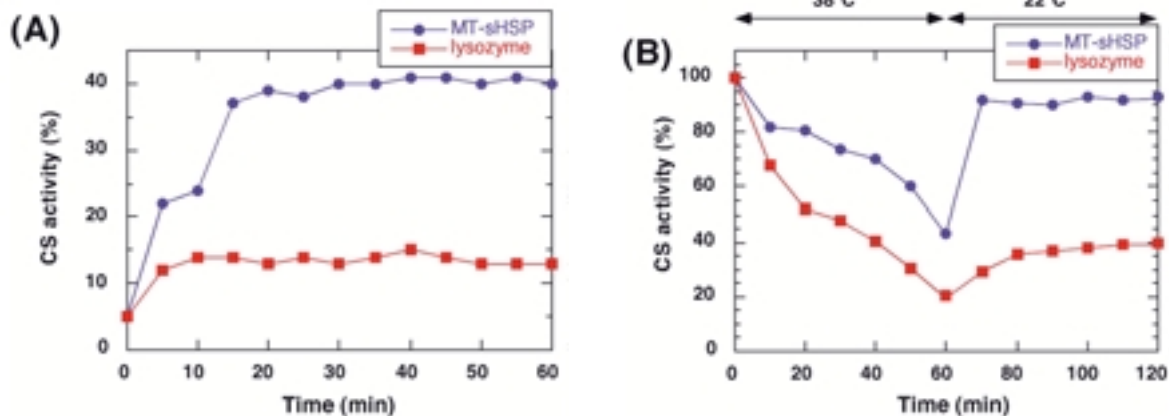 (A)
MT-sHSP
lysozyme
CS activity (%)
40
30
20
10
0
0 10 20 30 40 50 60
Time (min)
38°C 22°C
(B)
MT-sHSP
lysozyme
CS activity (%)
100
80
60
40
20
0
0 20 40 60 80 100 120
Time (min)